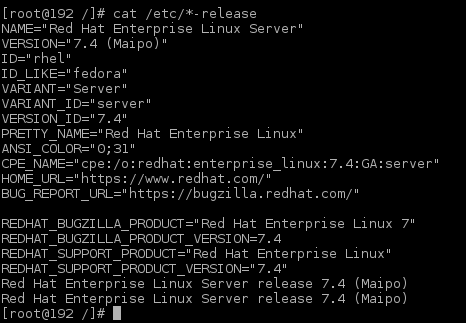 [root@192 /]# cat /etc/*-release
NAME="Red Hat Enterprise Linux Server"
VERSION="7.4 (Maipo)"
ID="rhel"
ID_LIKE="fedora"
VARIANT="Server"
VARIANT_ID="server"
VERSION_ID="7.4"
PRETTY_NAME="Red Hat Enterprise Linux"
ANSI_COLOR="0;31"
CPE_NAME="cpe:/o:redhat:enterprise_linux:7.4:GA:server"
HOME_URL="https://www.redhat.com/"
BUG_REPORT_URL="https://bugzilla.redhat.com/"
REDHAT_BUGZILLA_PRODUCT="Red Hat Enterprise Linux 7"
REDHAT_BUGZILLA_PRODUCT_VERSION=7.4
REDHAT_SUPPORT_PRODUCT="Red Hat Enterprise Linux"
REDHAT_SUPPORT_PRODUCT_VERSION="7.4"
Red Hat Enterprise Linux Server release 7.4 (Maipo)
Red Hat Enterprise Linux Server release 7.4 (Maipo)
[root@192 /]#